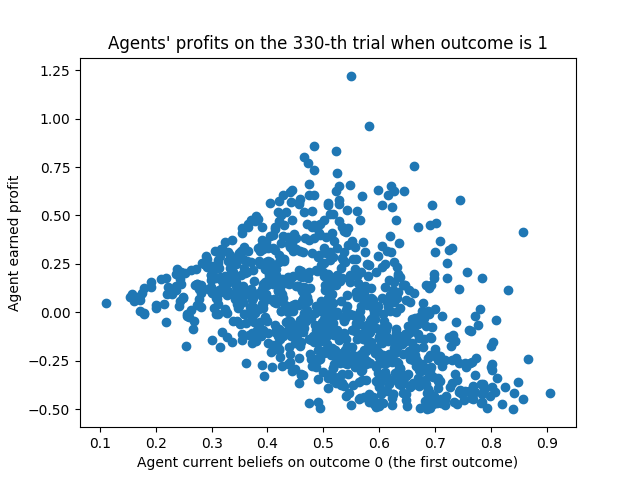 Agents' profits on the 330-th trial when outcome is 1
1.25
1.00
0.75
0.50
0.25
0.00
−0.25
−0.50
Agent earned profit
0.1 0.2 0.3 0.4 0.5 0.6 0.7 0.8 0.9
Agent current beliefs on outcome 0 (the first outcome)